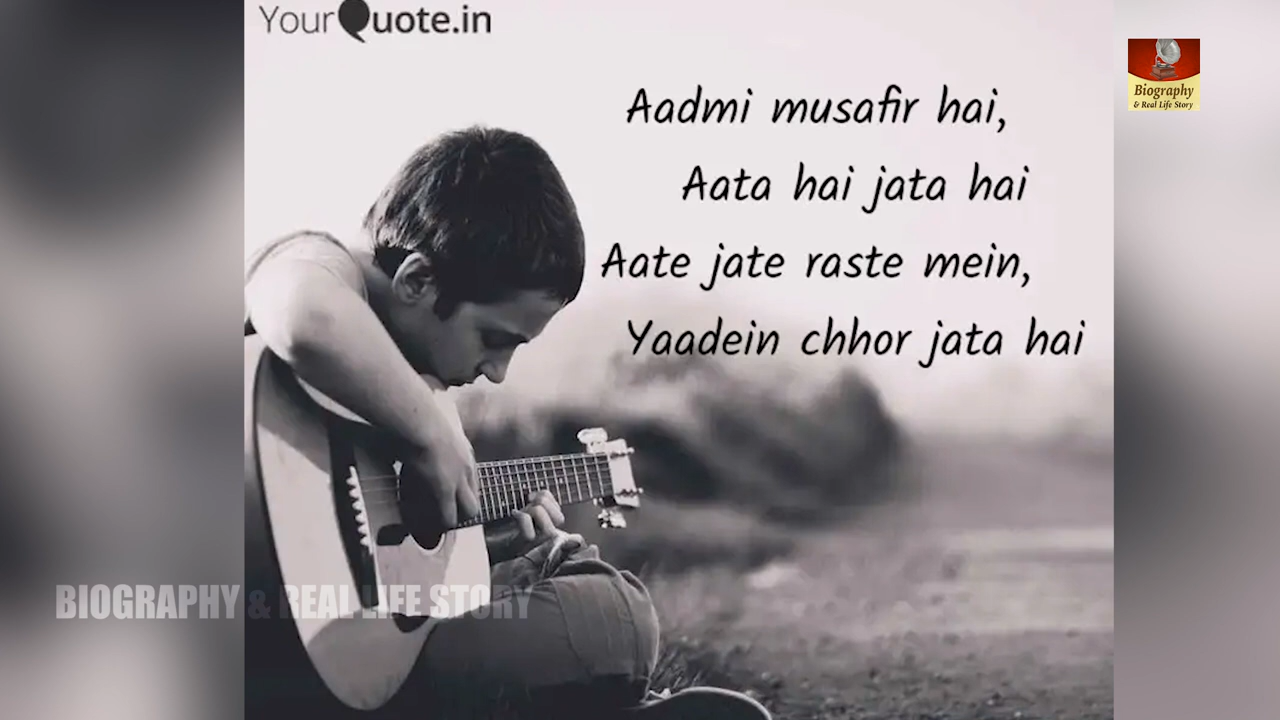 YourQuote.in
Biography
& Real Life Story
Aadmi musafir hai,
Aata hai jata hai
Aate jate raste mein,
Yaadein chhor jata hai
BIOGRAPHY & REAL LIFE STORY